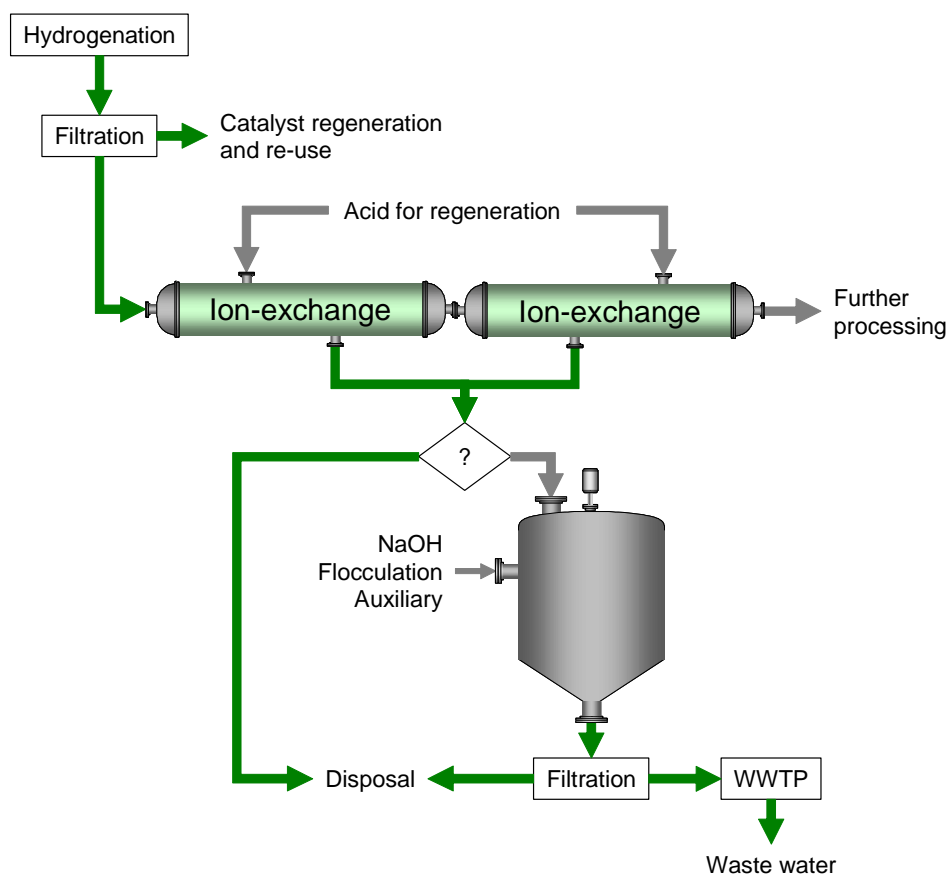 Hydrogenation
Filtration
Catalyst regeneration
and re-use
Acid for regeneration
Ion-exchange
Ion-exchange
Further
processing
?
NaOH
Flocculation
Auxiliary
Disposal
Filtration
WWTP
Waste water